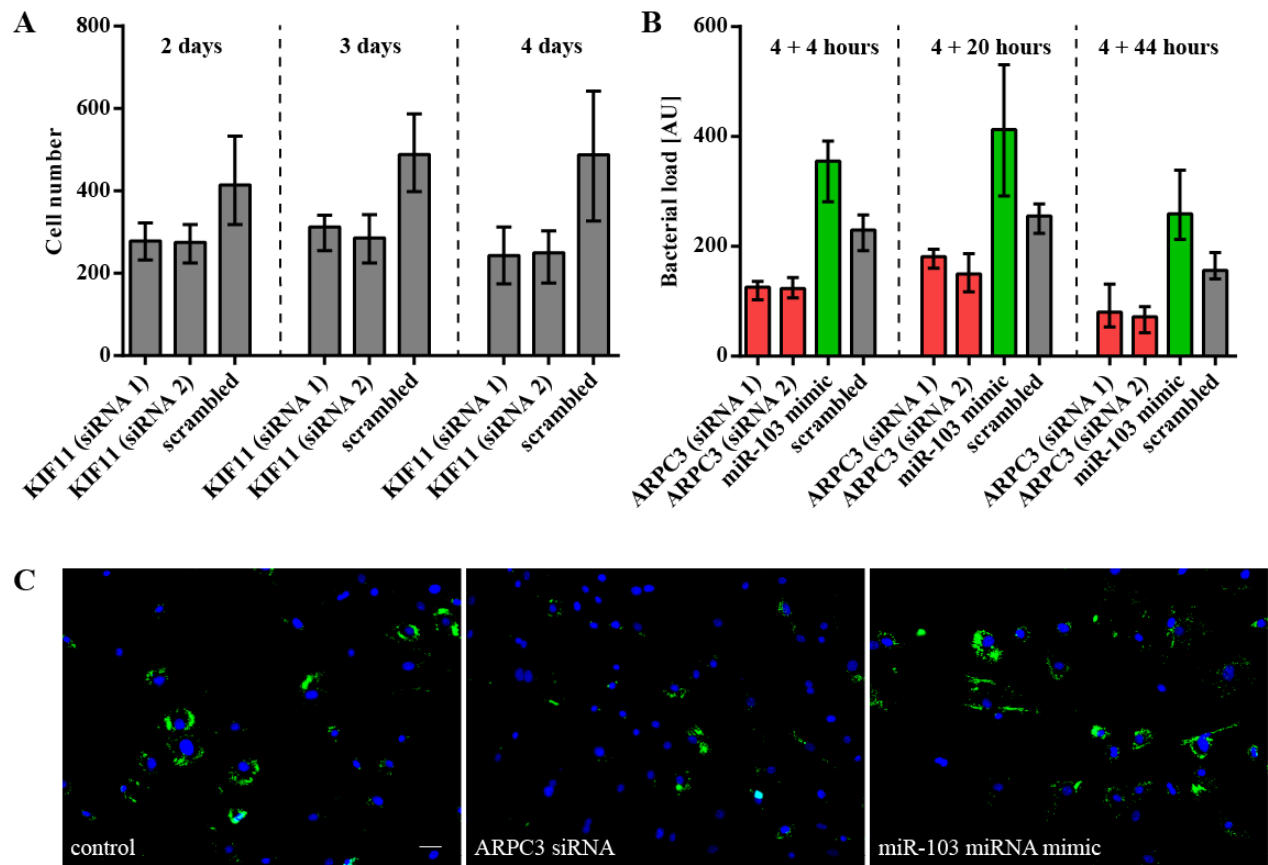 A
800
600
400
200
0
Cell number
2 days
3 days
4 days
KIF11 (siRNA 1)
KIF11 (siRNA 2)
scrambled
KIF11 (siRNA 1)
KIF11 (siRNA 2)
scrambled
KIF11 (siRNA 1)
KIF11 (siRNA 2)
scrambled
B
600
400
200
0
Bacterial load [AU]
4 + 4 hours
4 + 20 hours
4 + 44 hours
ARPC3 (siRNA 1)
ARPC3 (siRNA 2)
miR-103 mimic
scrambled
ARPC3 (siRNA 1)
ARPC3 (siRNA 2)
miR-103 mimic
scrambled
ARPC3 (siRNA 1)
ARPC3 (siRNA 2)
miR-103 mimic
scrambled
C
control
ARPC3 siRNA
miR-103 miRNA mimic